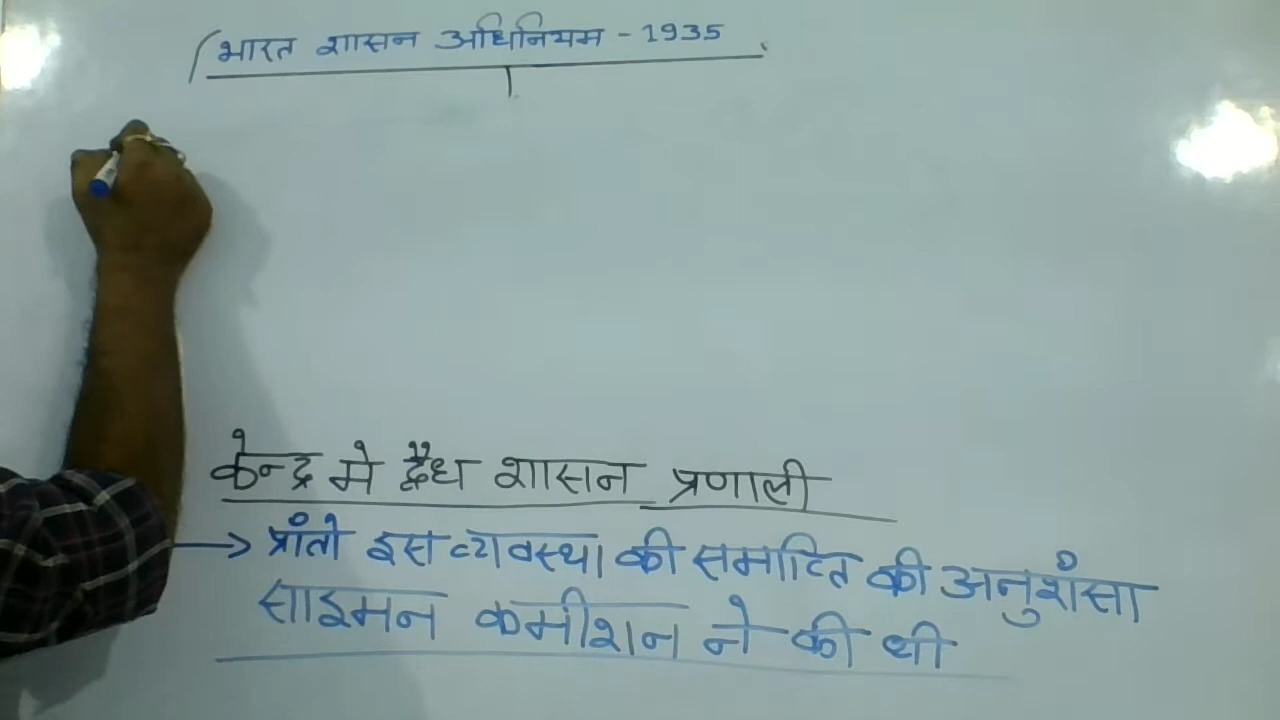 भारत शासन अधिनियम - 1935
केन्द्र मे द्वैध शासन प्रणाली
→ प्रांतो इस व्यवस्था की समाप्ति की अनुशंसा
साइमन कमीशन ने की थी